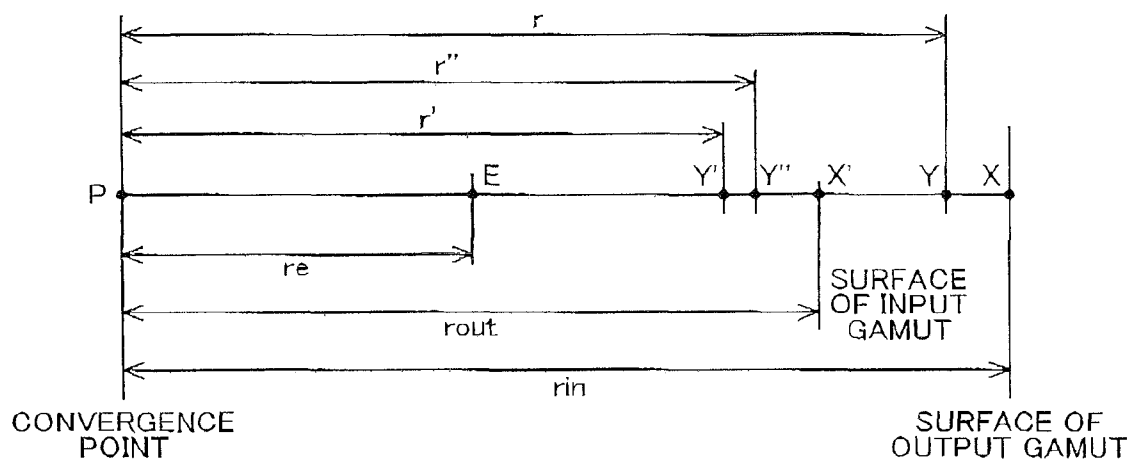 r
r"
r'
P E Y' Y" X' Y X
re
SURFACE
OF INPUT
GAMUT
rout
rin
CONVERGENCE
POINT
SURFACE OF
OUTPUT GAMUT